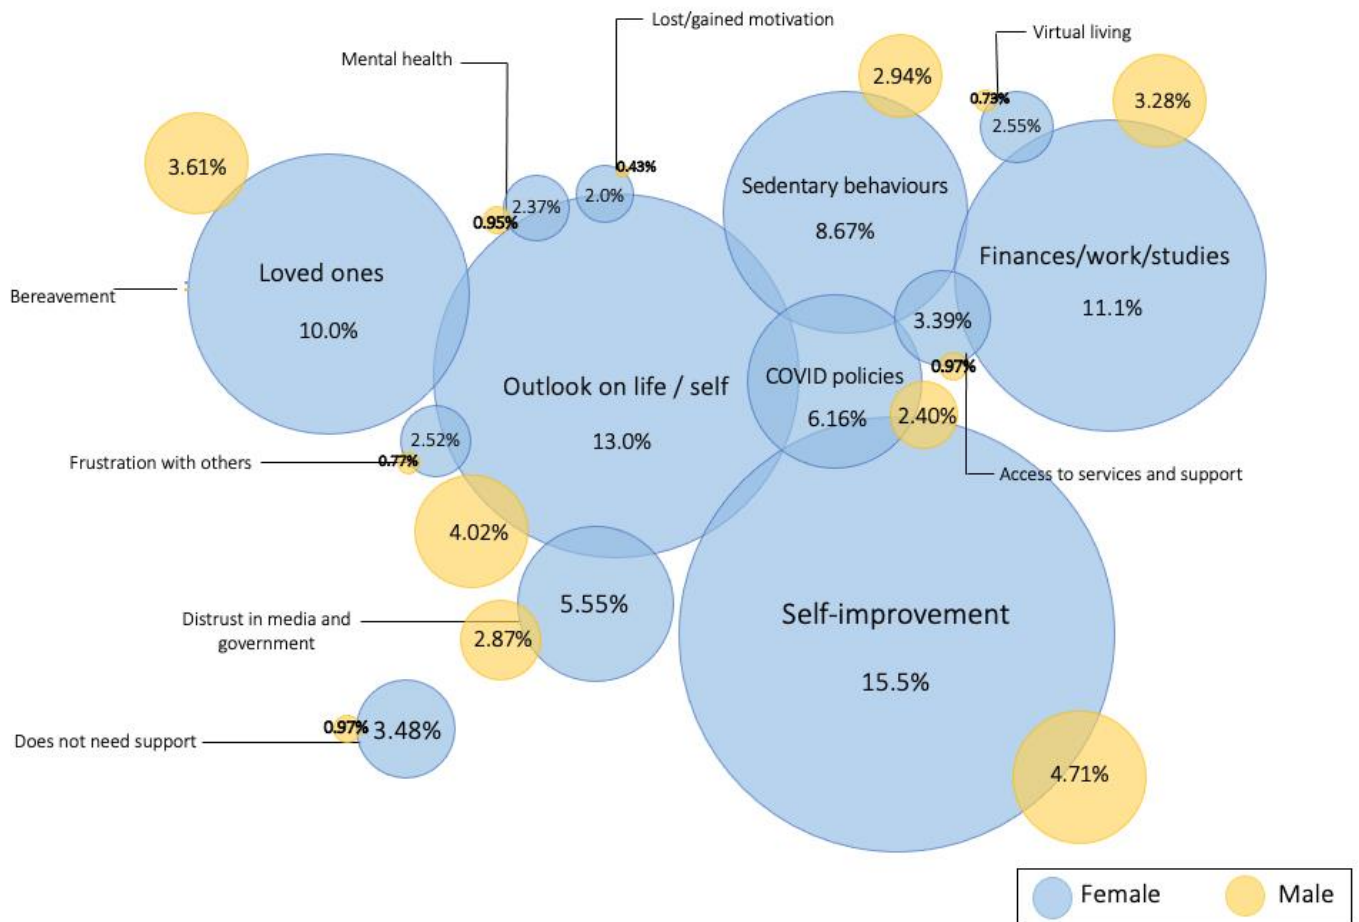 Lost/gained motivation
Virtual living
Mental health
2.94%
3.28%
0.73%
2.55%
3.61%
0.43%
2.37%
2.0%
0.95%
Sedentary behaviours
8.67%
Loved ones
10.0%
Bereavement
Finances/work/studies
11.1%
3.39%
0.97%
Outlook on life / self
13.0%
COVID policies
6.16%
2.40%
2.52%
0.77%
Frustration with others
Access to services and support
4.02%
5.55%
Distrust in media and
government
2.87%
Self-improvement
15.5%
0.97%
3.48%
Does not need support
4.71%
Female
Male